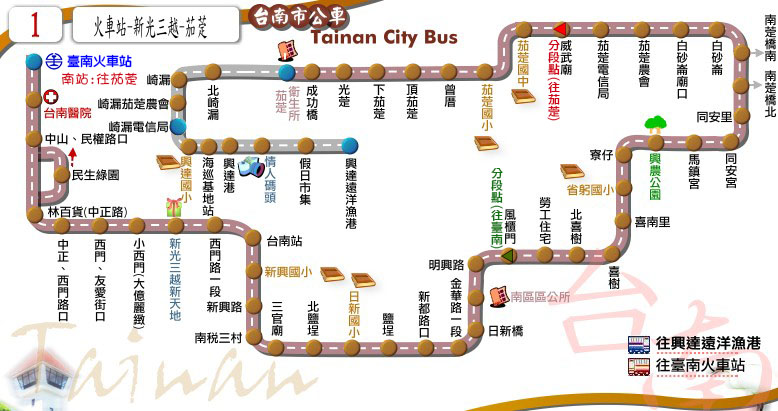 1
火車站-新光三越-茄萣
台南市公車
Tainan City Bus
臺南火車站
南站:往茄萣
台南醫院
中山、民權路口
民生綠園
林百貨(中正路)
中正、西門路口
西門、友愛街口
小西門(大億麗緻)
新光三越新天地
西門路一段
台南站
新興國小
新興路
南税三村
三官廟
北鹽埕
日新國小
鹽埕
新都路口
金華路一段
日新橋
南區區公所
明興路
風櫃門
分段點(往臺南)
勞工住宅
北喜樹
喜樹
喜南里
省躬國小
寮仔
興農公園
馬鎮宮
同安宮
同安里
南萣橋南
南萣橋北
白砂崙
白砂崙廟口
茄萣農會
茄萣電信局
威武廟
分段點(往茄萣)
茄萣國中
茄萣國小
曾厝
頂茄萣
下茄萣
光定
成功橋
衛生所
茄萣
北崎漏
崎漏
崎漏茄萣農會
崎漏電信局
興達國小
海巡基地站
興達港
情人碼頭
假日市集
興達遠洋漁港
往興達遠洋漁港
往臺南火車站
台南
Tainan